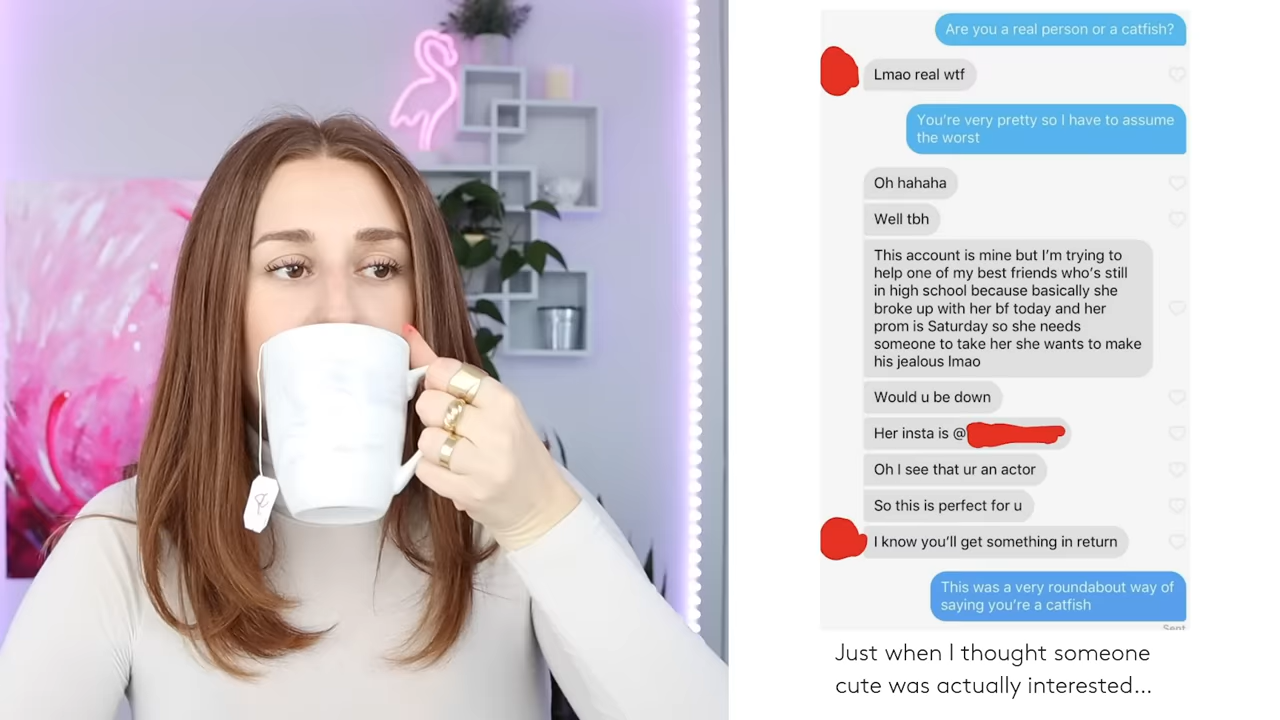 Are you a real person or a catfish?
Lmao real wtf
You're very pretty so I have to assume
the worst
Oh hahaha
Well tbh
This account is mine but I'm trying to
help one of my best friends who's still
in high school because basically she
broke up with her bf today and her
prom is Saturday so she needs
someone to take her she wants to make
his jealous lmao
Would u be down
Her insta is @
Oh I see that ur an actor
So this is perfect for u
I know you'll get something in return
This was a very roundabout way of
saying you're a catfish
Sent
Just when I thought someone
cute was actually interested...